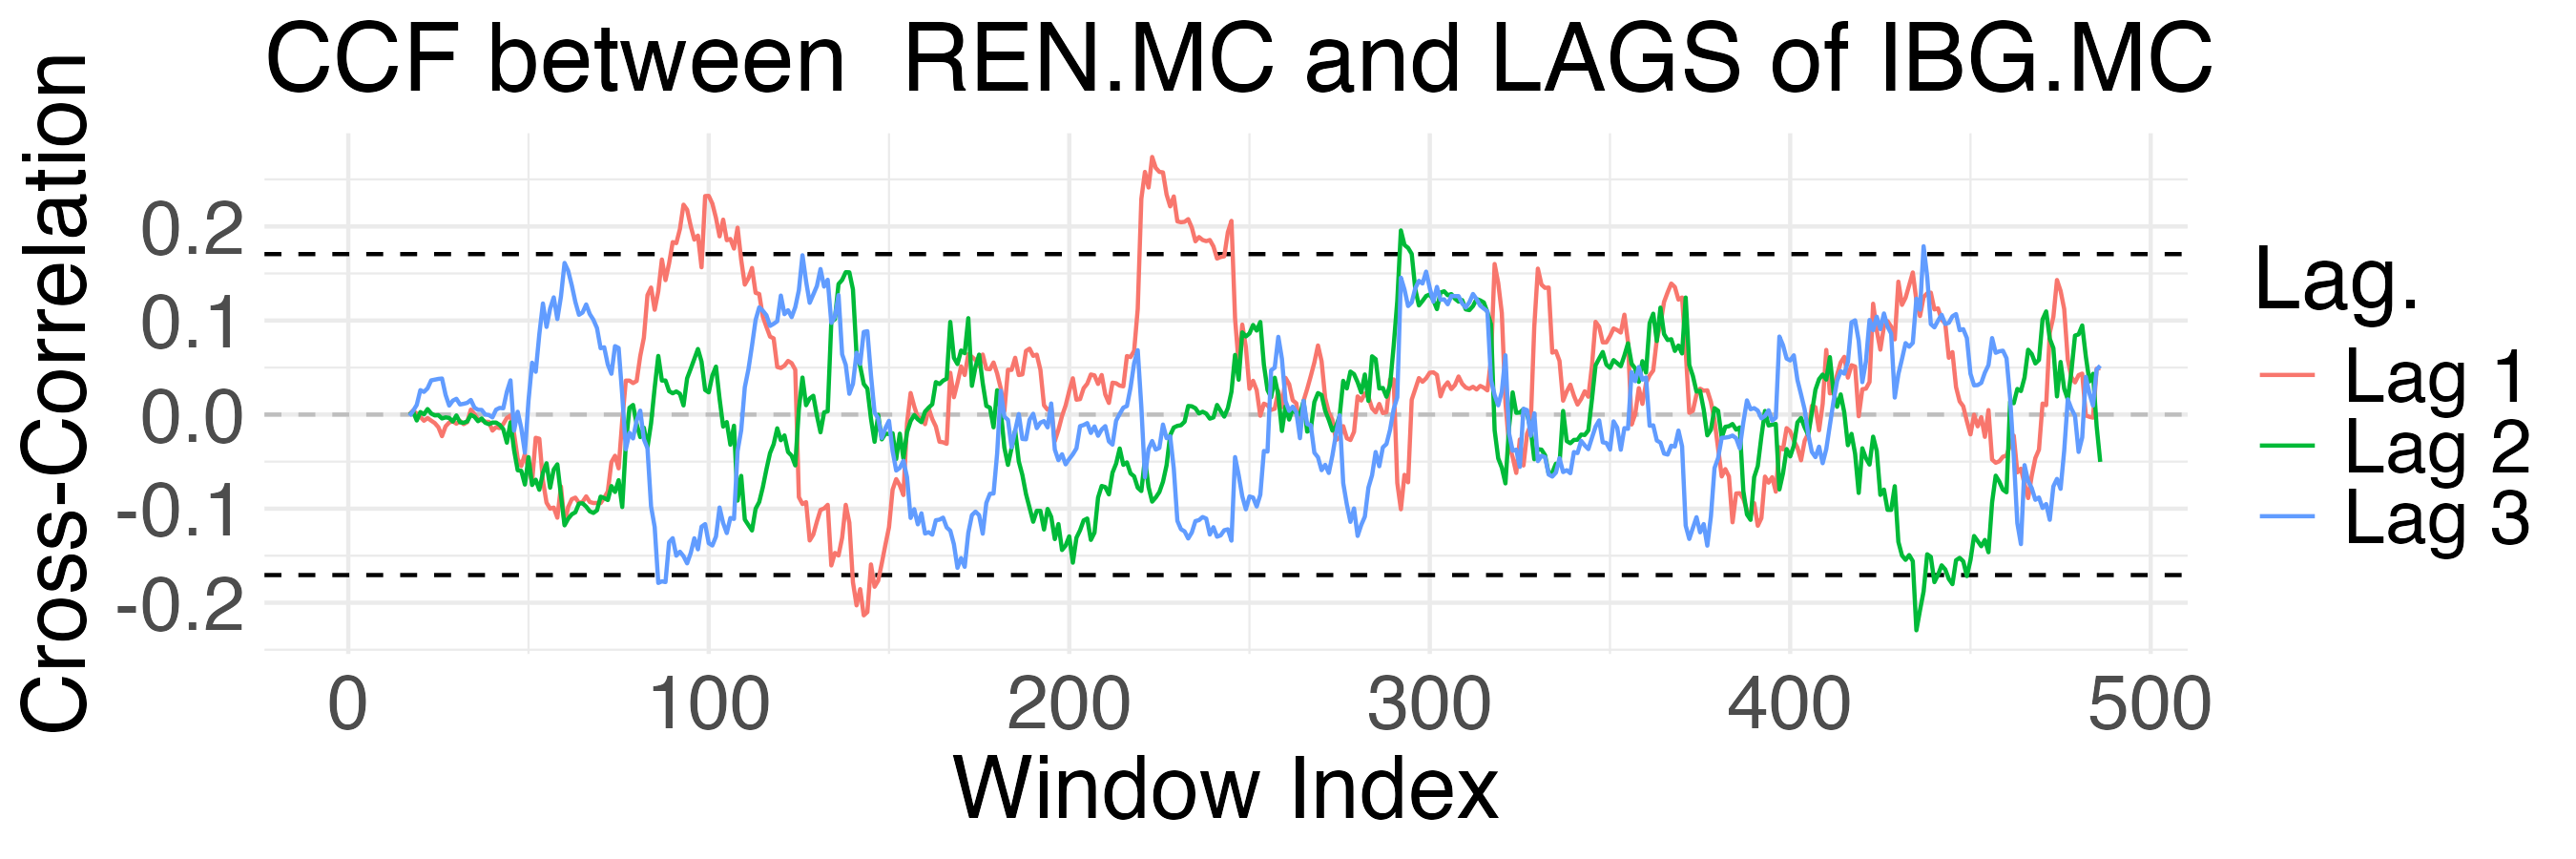 CCF between  REN.MC and LAGS of IBG.MC
Cross-Correlation
0.2
0.1
0.0
-0.1
-0.2
0
100
200
300
400
500
Window Index
Lag.
Lag 1
Lag 2
Lag 3